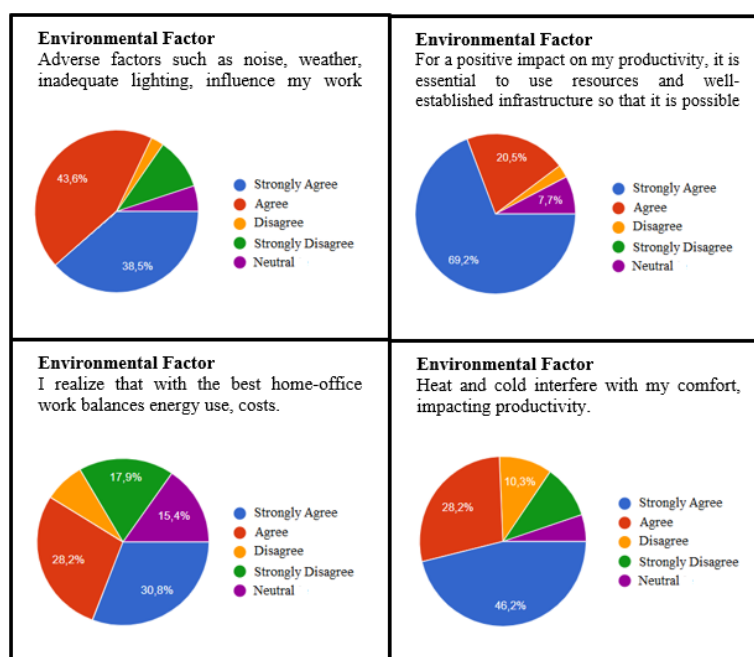 Environmental Factor
Adverse factors such as noise, weather,
inadequate lighting, influence my work
43,6%
38,5%
Strongly Agree
Agree
Disagree
Strongly Disagree
Neutral
Environmental Factor
For a positive impact on my productivity, it is
essential to use resources and well-
established infrastructure so that it is possible
20,5%
7,7%
69,2%
Strongly Agree
Agree
Disagree
Strongly Disagree
Neutral
Environmental Factor
I realize that with the best home-office
work balances energy use, costs.
17,9%
15,4%
28,2%
30,8%
Strongly Agree
Agree
Disagree
Strongly Disagree
Neutral
Environmental Factor
Heat and cold interfere with my comfort,
impacting productivity.
10,3%
28,2%
46,2%
Strongly Agree
Agree
Disagree
Strongly Disagree
Neutral